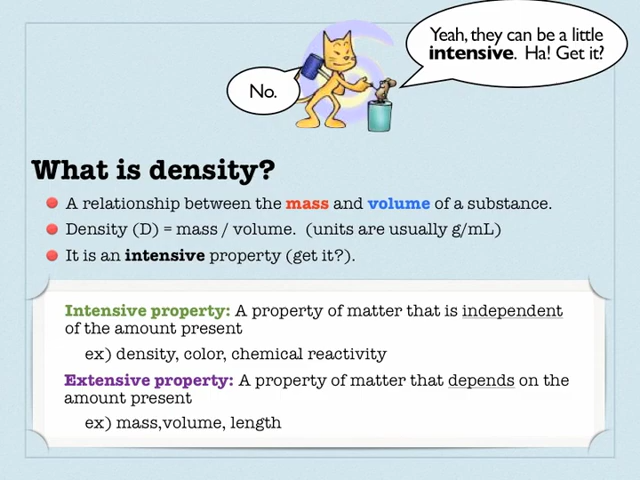 Yeah, they can be a little
intensive. Ha! Get it?
No.
What is density?
A relationship between the mass and volume of a substance.
Density (D) = mass / volume. (units are usually g/mL)
It is an intensive property (get it?).
Intensive property: A property of matter that is independent
of the amount present
ex) density, color, chemical reactivity
Extensive property: A property of matter that depends on the
amount present
ex) mass,volume, length